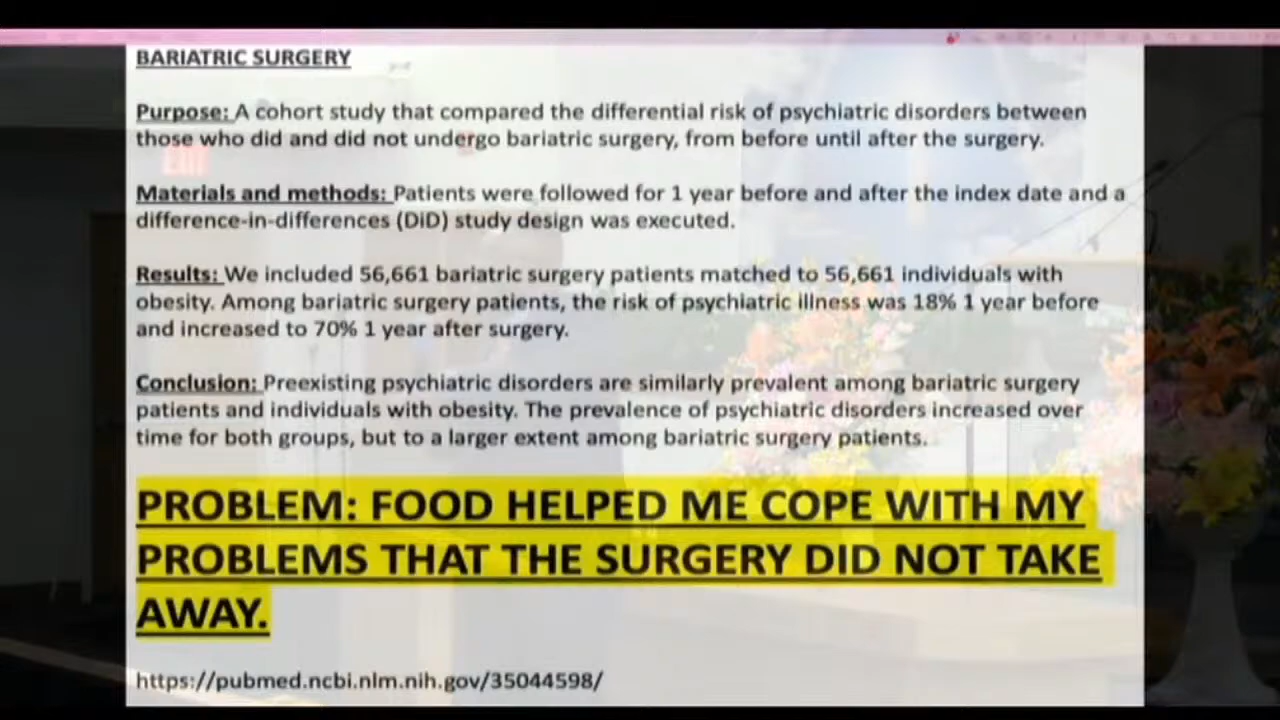 BARIATRIC SURGERY
Purpose: A cohort study that compared the differential risk of psychiatric disorders between
those who did and did not undergo bariatric surgery, from before until after the surgery.
Materials and methods: Patients were followed for 1 year before and after the index date and a
difference-in-differences (DiD) study design was executed.
Results: We included 56,661 bariatric surgery patients matched to 56,661 individuals with
obesity. Among bariatric surgery patients, the risk of psychiatric illness was 18% 1 year before
and increased to 70% 1 year after surgery.
Conclusion: Preexisting psychiatric disorders are similarly prevalent among bariatric surgery
patients and individuals with obesity. The prevalence of psychiatric disorders increased over
time for both groups, but to a larger extent among bariatric surgery patients.
PROBLEM: FOOD HELPED ME COPE WITH MY
PROBLEMS THAT THE SURGERY DID NOT TAKE
AWAY.
https://pubmed.ncbi.nlm.nih.gov/35044598/